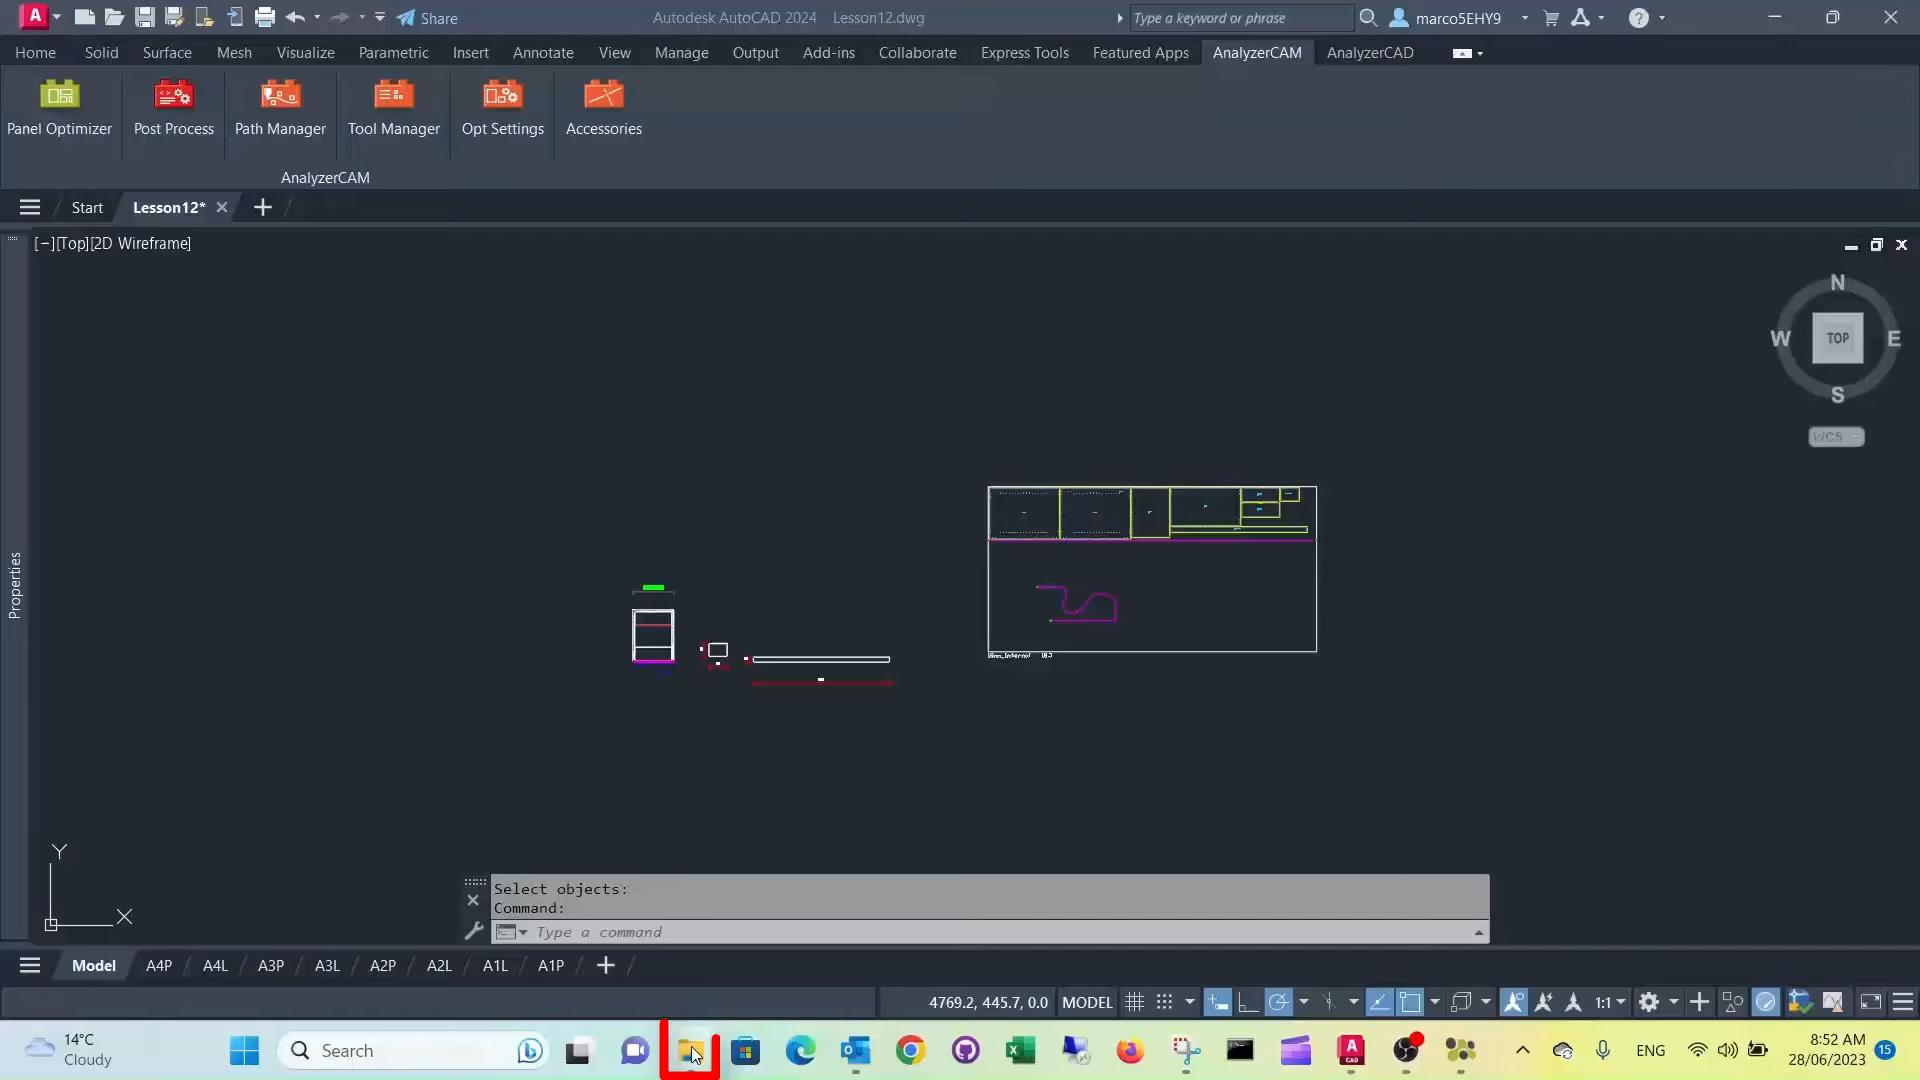 A Share Autodesk AutoCAD 2024 Lesson12.dwg Type a keyword or phrase marco5EHY9
Home Solid Surface Mesh Visualize Parametric Insert Annotate View Manage Output Add-ins Collaborate Express Tools Featured Apps AnalyzerCAM AnalyzerCAD
Panel Optimizer Post Process Path Manager Tool Manager Opt Settings Accessories
AnalyzerCAM
Start Lesson12*
[−][Top][2D Wireframe]
N
W TOP E
S
WCS
Properties
Y
X
Select objects:
Command:
Type a command
Model A4P A4L A3P A3L A2P A2L A1L A1P
4769.2, 445.7, 0.0 MODEL 1:1
14°C
Cloudy
Search
ENG
8:52 AM
28/06/2023
15